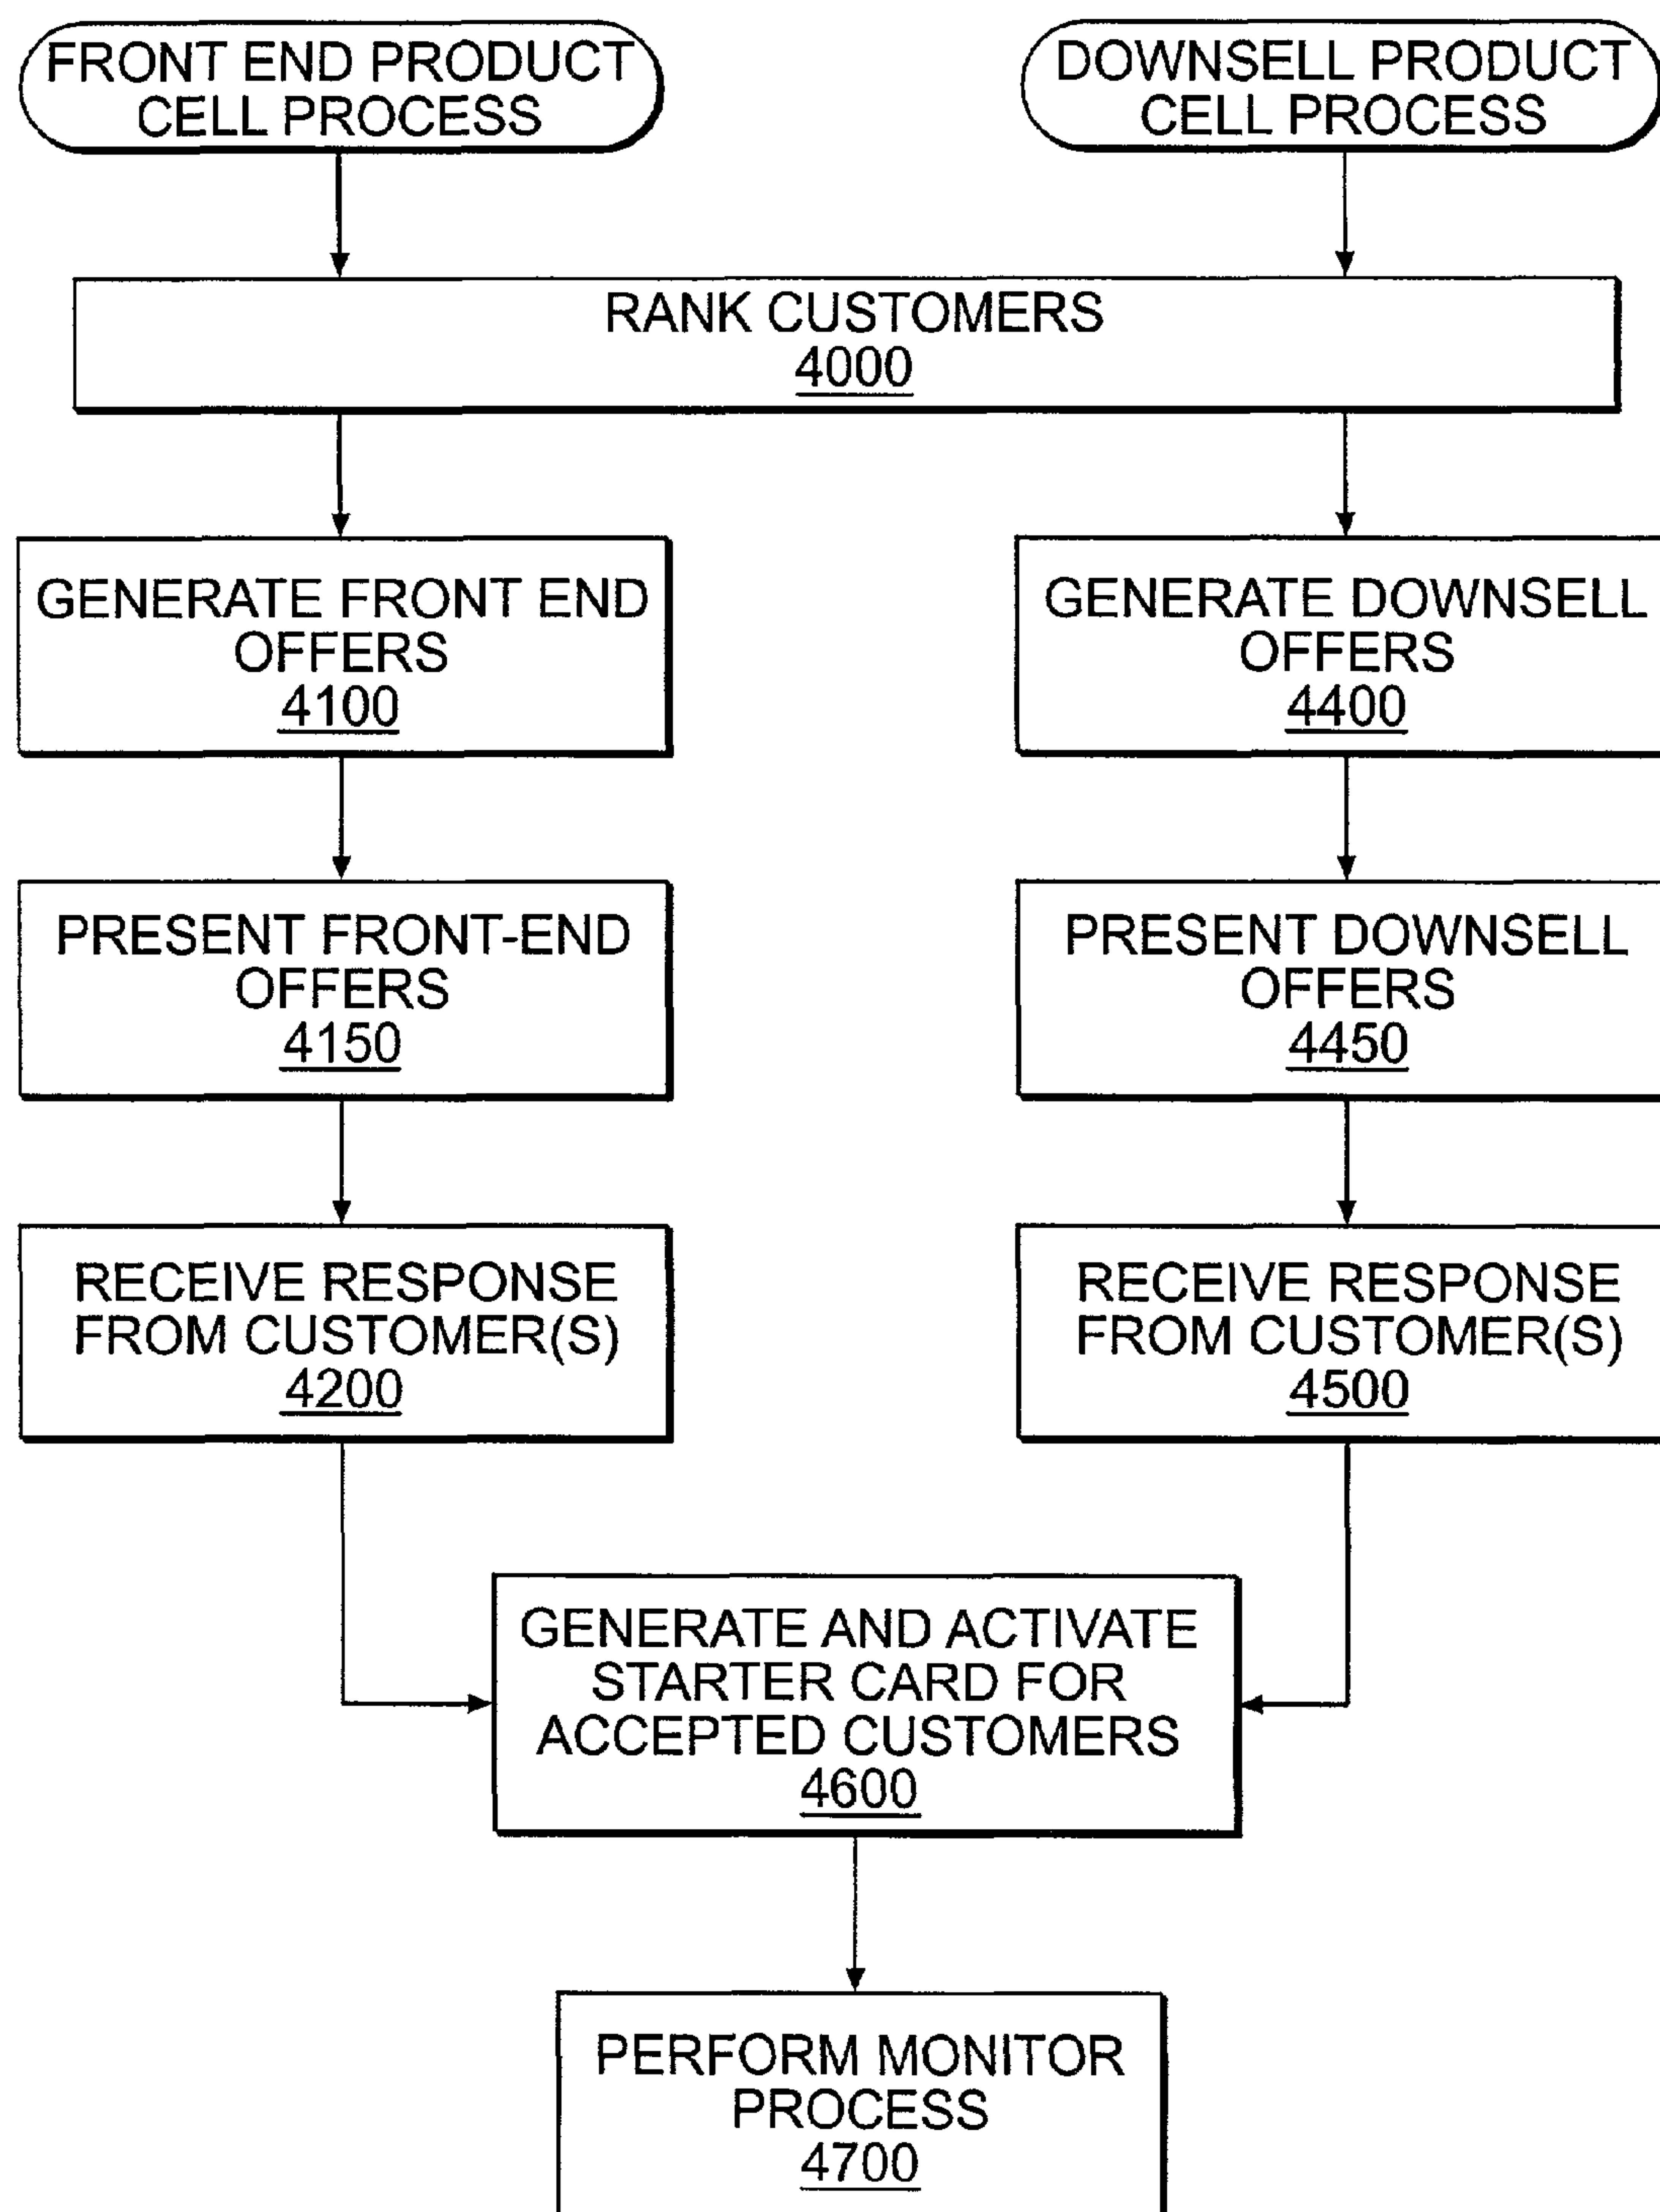 FRONT END PRODUCT
CELL PROCESS
DOWNSELL PRODUCT
CELL PROCESS
RANK CUSTOMERS
4000
GENERATE FRONT END
OFFERS
4100
GENERATE DOWNSELL
OFFERS
4400
PRESENT FRONT-END
OFFERS
4150
PRESENT DOWNSELL
OFFERS
4450
RECEIVE RESPONSE
FROM CUSTOMER(S)
4200
RECEIVE RESPONSE
FROM CUSTOMER(S)
4500
GENERATE AND ACTIVATE
STARTER CARD FOR
ACCEPTED CUSTOMERS
4600
PERFORM MONITOR
PROCESS
4700